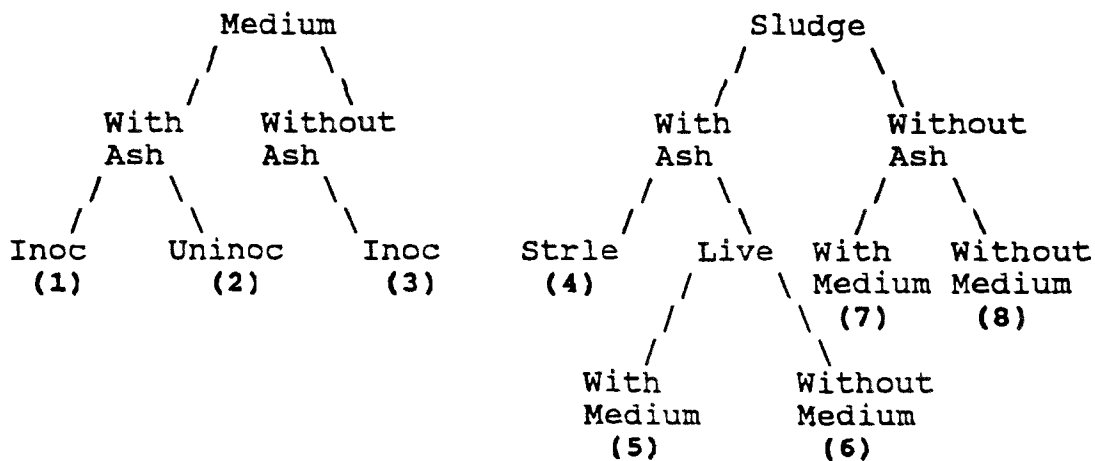 Medium Sludge
With Without With Without
Ash Ash Ash Ash
Inoc Uninoc Inoc Strle Live With Without
(1) (2) (3) (4) Medium Medium
(7) (8)
With Without
Medium Medium
(5) (6)